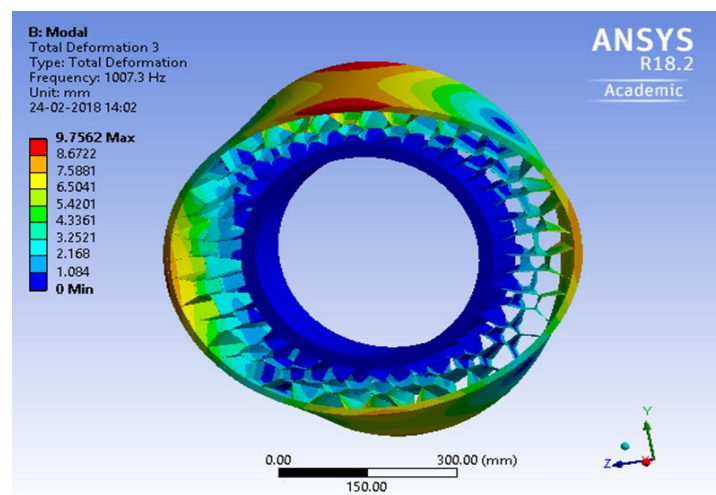 B: Modal
Total Deformation 3
Type: Total Deformation
Frequency: 1007.3 Hz
Unit: mm
24-02-2018 14:02
9.7562 Max
8.6722
7.5881
6.5041
5.4201
4.3361
3.2521
2.168
1.084
0 Min
ANSYS
R18.2
Academic
0.00
300.00 (mm)
150.00
Y
Z
X